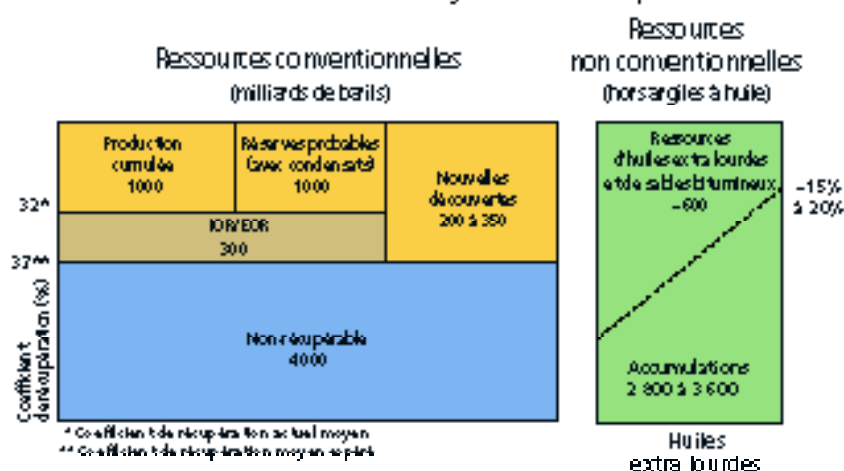 Ressources conventionnelles
(milliards de barils)
Ressources
non conventionnelles
(hors argiles à huile)
Production
cumulée
1000
Réserves probables
(avec condensats)
1000
Nouvelles
découvertes
200 à 350
32*
IOR/EOR
300
37**
Non-récupérable
4000
Coefficient
de récupération (%)
Ressources
d'huiles extra lourdes
et de sables bitumineux
~600
~15%
à 20%
Accumulations
2 800 à 3 600
* Coefficient de récupération actuel moyen
** Coefficient de récupération moyen espéré
Huiles
extra lourdes